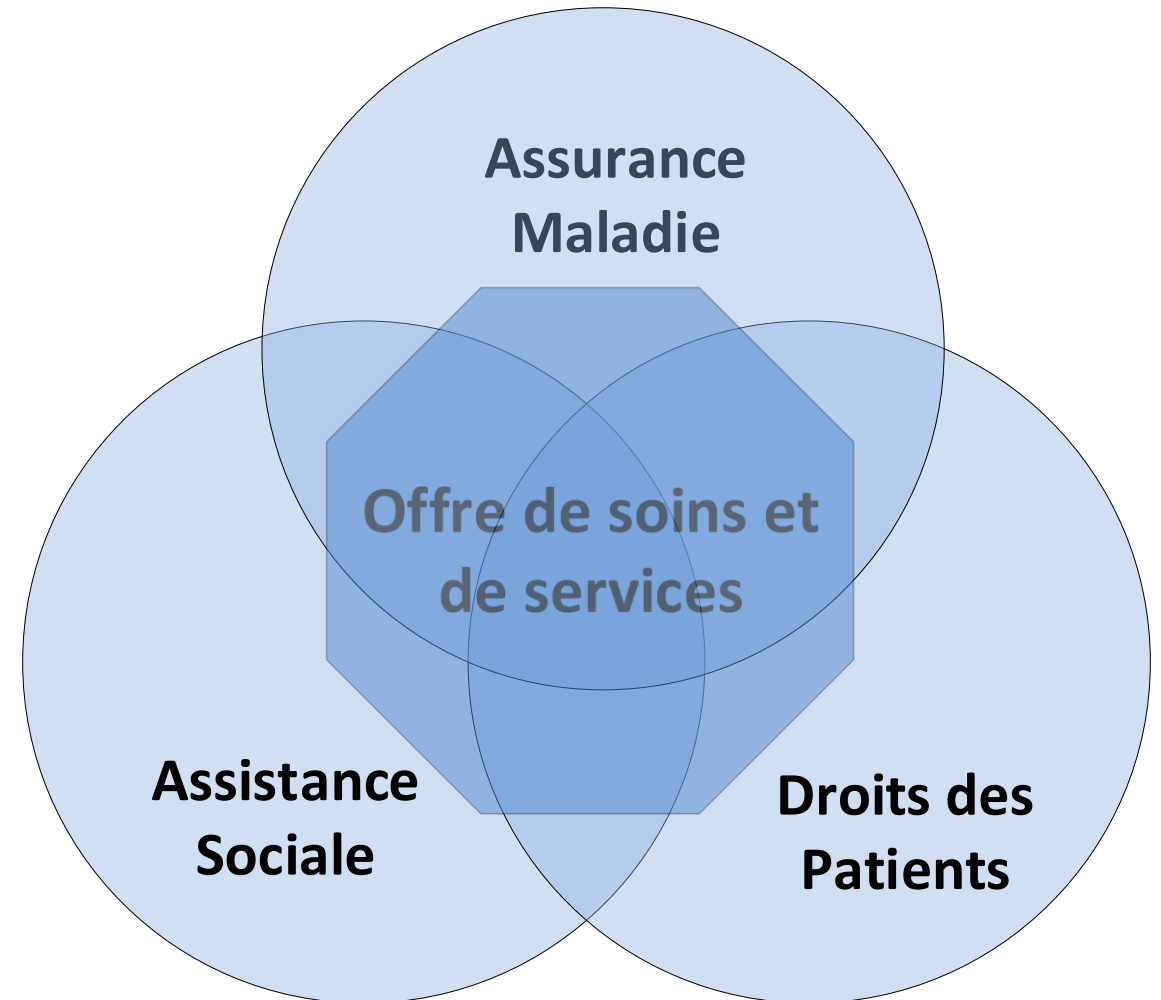 Assurance
Maladie
Offre de soins et
de services
Assistance
Sociale
Droits des
Patients